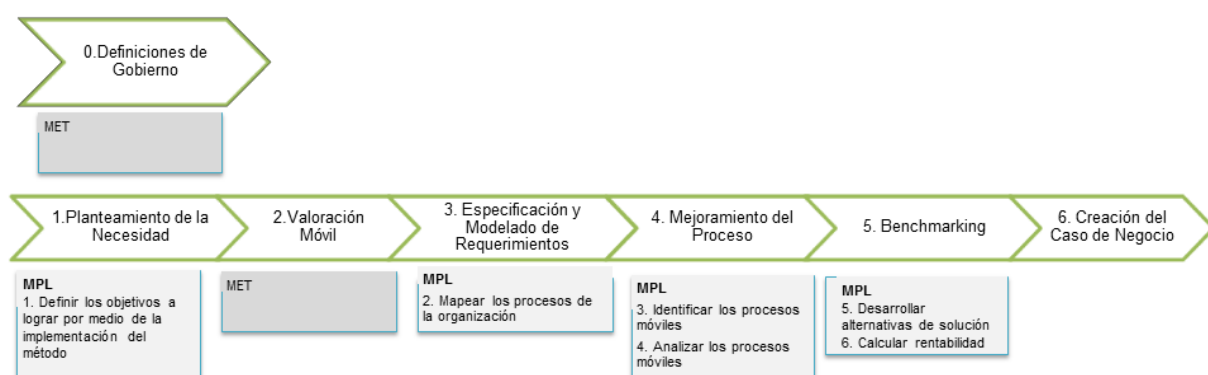 0.Definiciones de
Gobierno
MET
1.Planteamiento de la
Necesidad
2.Valoración
Móvil
3. Especificación y
Modelado de
Requerimientos
4. Mejoramiento del
Proceso
5. Benchmarking
6. Creación del
Caso de Negocio
MPL
1. Definir los objetivos a
lograr por medio de la
implementación del
método
MET
MPL
2. Mapear los procesos de
la organización
MPL
3. Identificar los procesos
móviles
4. Analizar los procesos
móviles
MPL
5. Desarrollar
alternativas de solución
6. Calcular rentabilidad